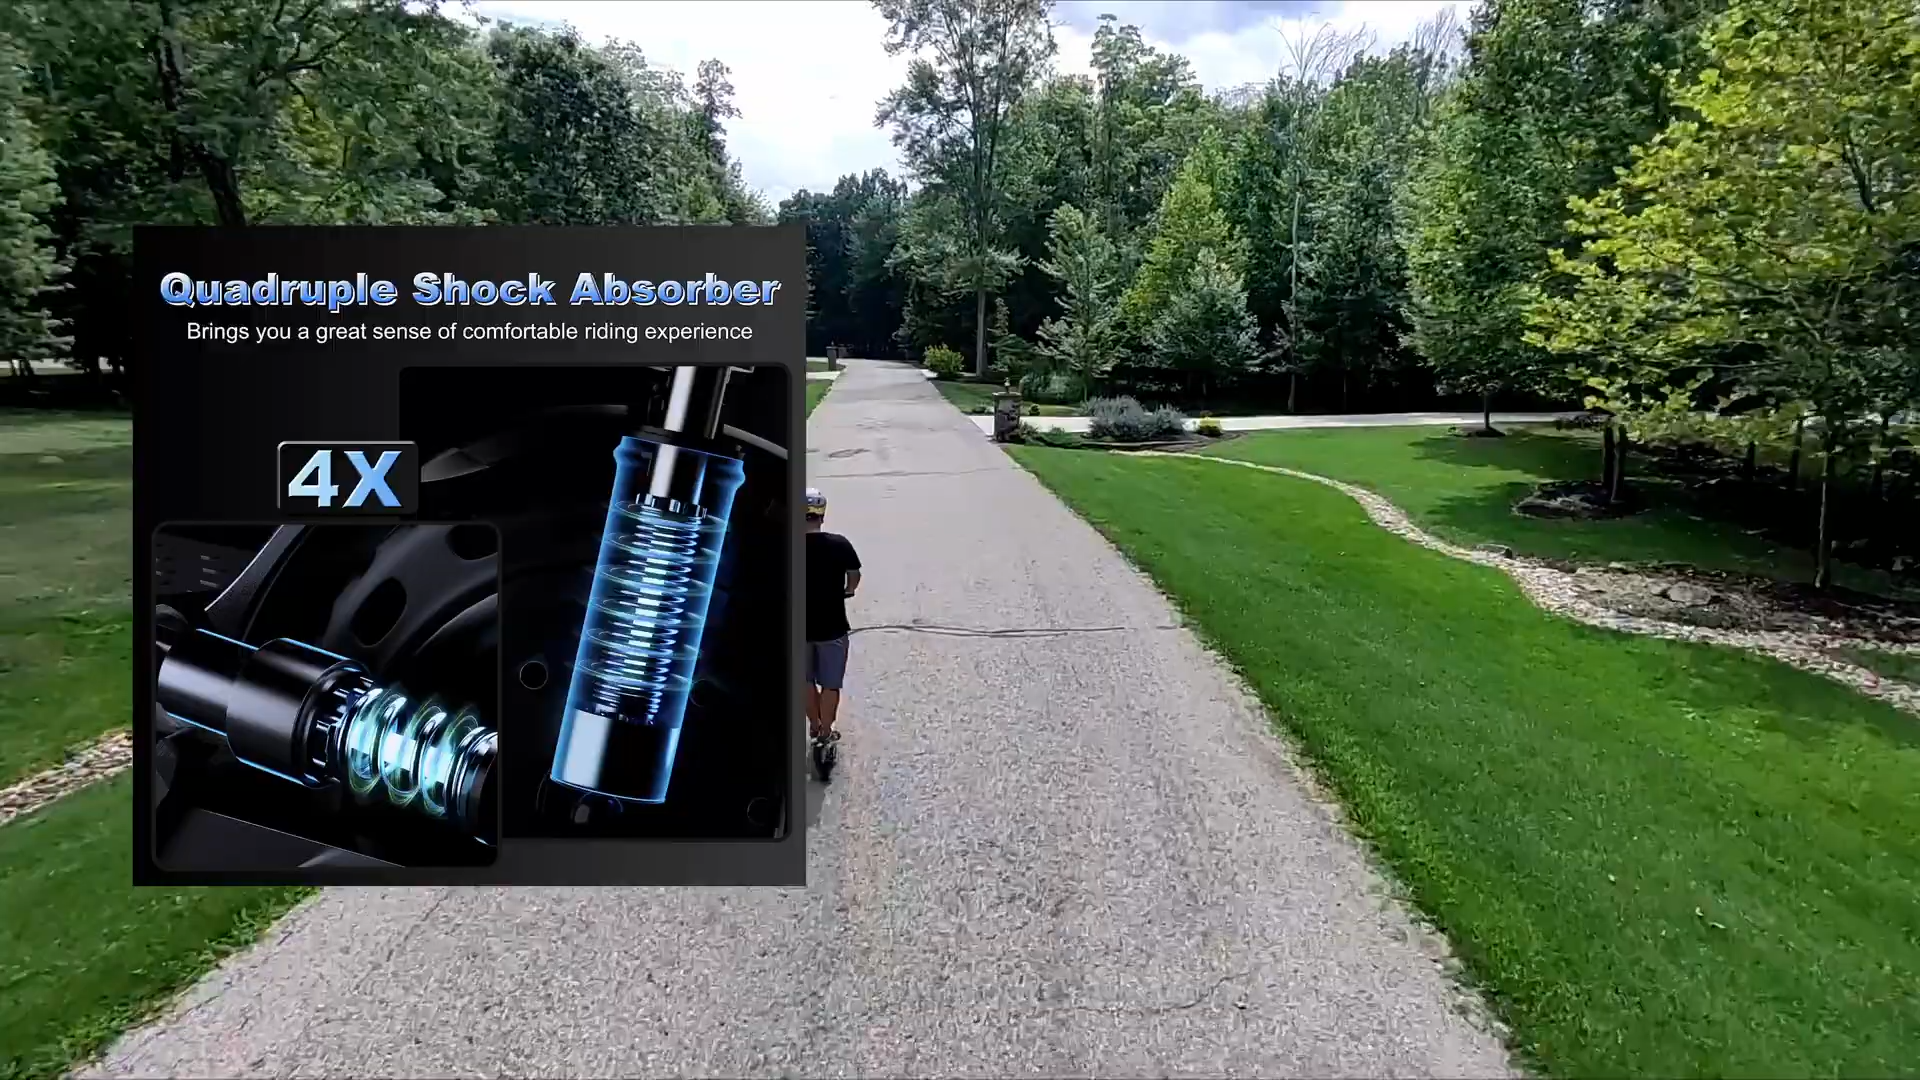 Quadruple Shock Absorber
Brings you a great sense of comfortable riding experience
4X